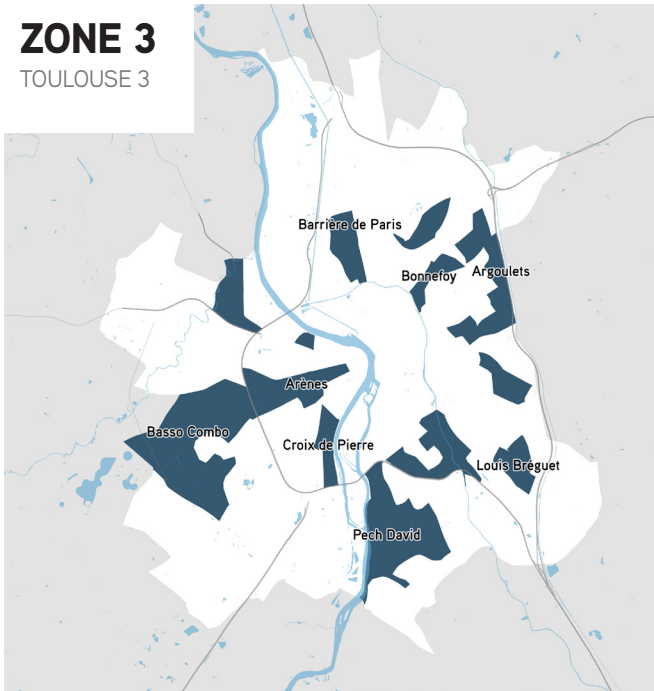 ZONE 3
TOULOUSE 3
Barrière de Paris
Bonnefoy
Argoulets
Arènes
Basso Combo
Croix de Pierre
Louis Bréguet
Pech David